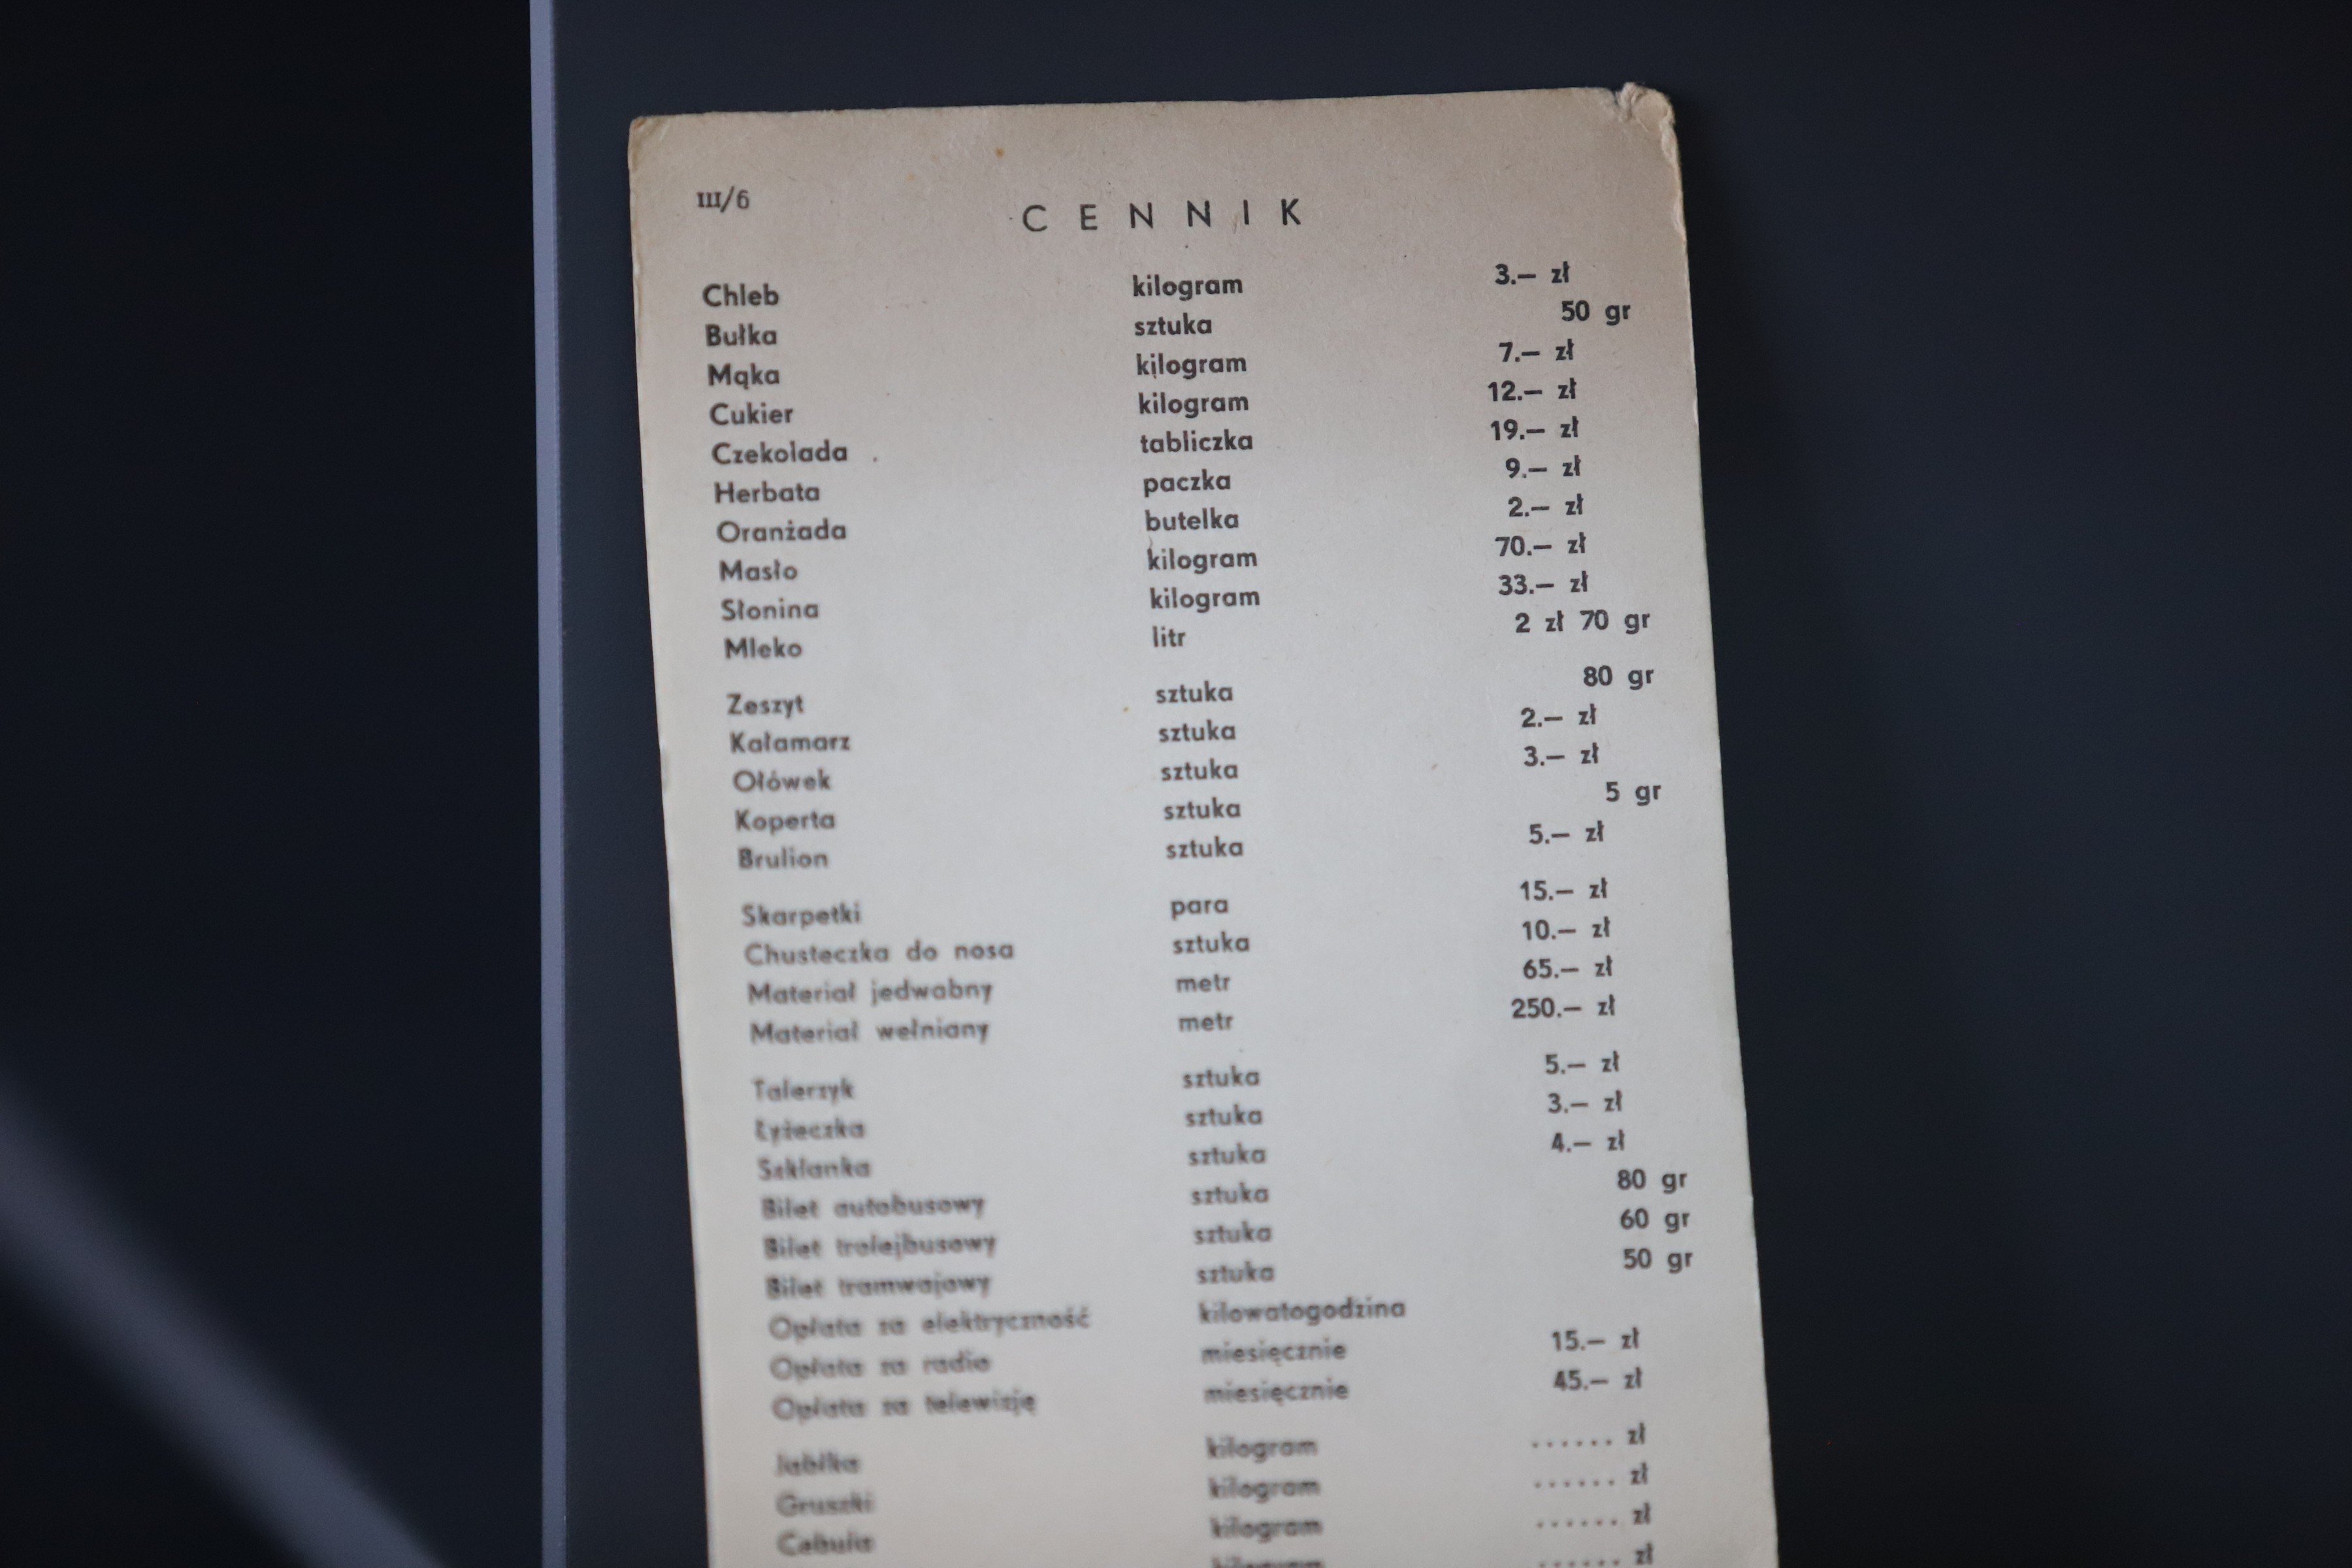 III/6
CENNIK
Chleb kilogram 3.— zł
Bułka sztuka 50 gr
Mąka kilogram 7.— zł
Cukier kilogram 12.— zł
Czekolada tabliczka 19.— zł
Herbata paczka 9.— zł
Oranżada butelka 2.— zł
Masło kilogram 70.— zł
Słonina kilogram 33.— zł
Mleko litr 2 zł 70 gr
Zeszyt sztuka 80 gr
Kałamarz sztuka 2.— zł
Ołówek sztuka 3.— zł
Koperta sztuka 5 gr
Brulion sztuka 5.— zł
Skarpetki para 15.— zł
Chusteczka do nosa sztuka 10.— zł
Materiał jedwabny metr 65.— zł
Materiał wełniany metr 250.— zł
Talerzyk sztuka 5.— zł
Łyżeczka sztuka 3.— zł
Szklanka sztuka 4.— zł
Bilet autobusowy sztuka 80 gr
Bilet trolejbusowy sztuka 60 gr
Bilet tramwajowy sztuka 50 gr
Opłata za elektryczność kilowatogodzina
Opłata za radio miesięcznie 15.— zł
Opłata za telewizję miesięcznie 45.— zł
Jabłka kilogram ...... zł
Gruszki kilogram ...... zł
Cebula kilogram ...... zł
kilogram ...... zł